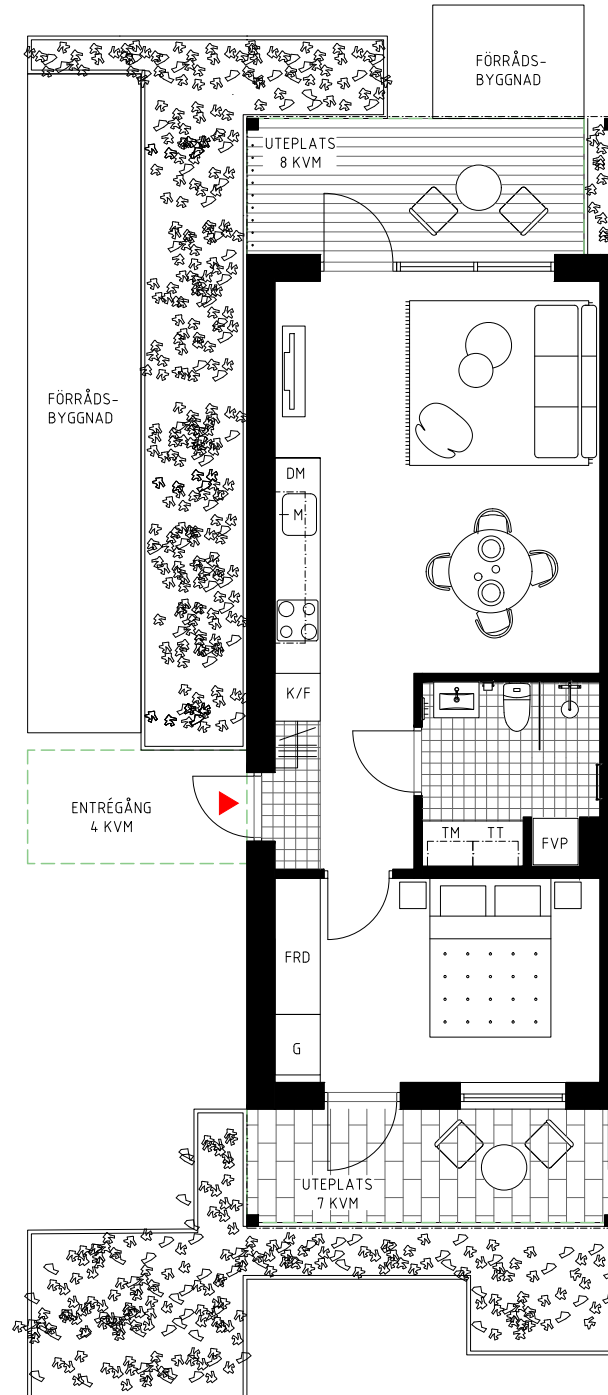 FÖRRÅDS-
BYGGNAD
UTEPLATS
8 KVM
FÖRRÅDS-
BYGGNAD
DM
M
K/F
ENTRÉGÅNG
4 KVM
TM
TT
FVP
FRD
G
UTEPLATS
7 KVM